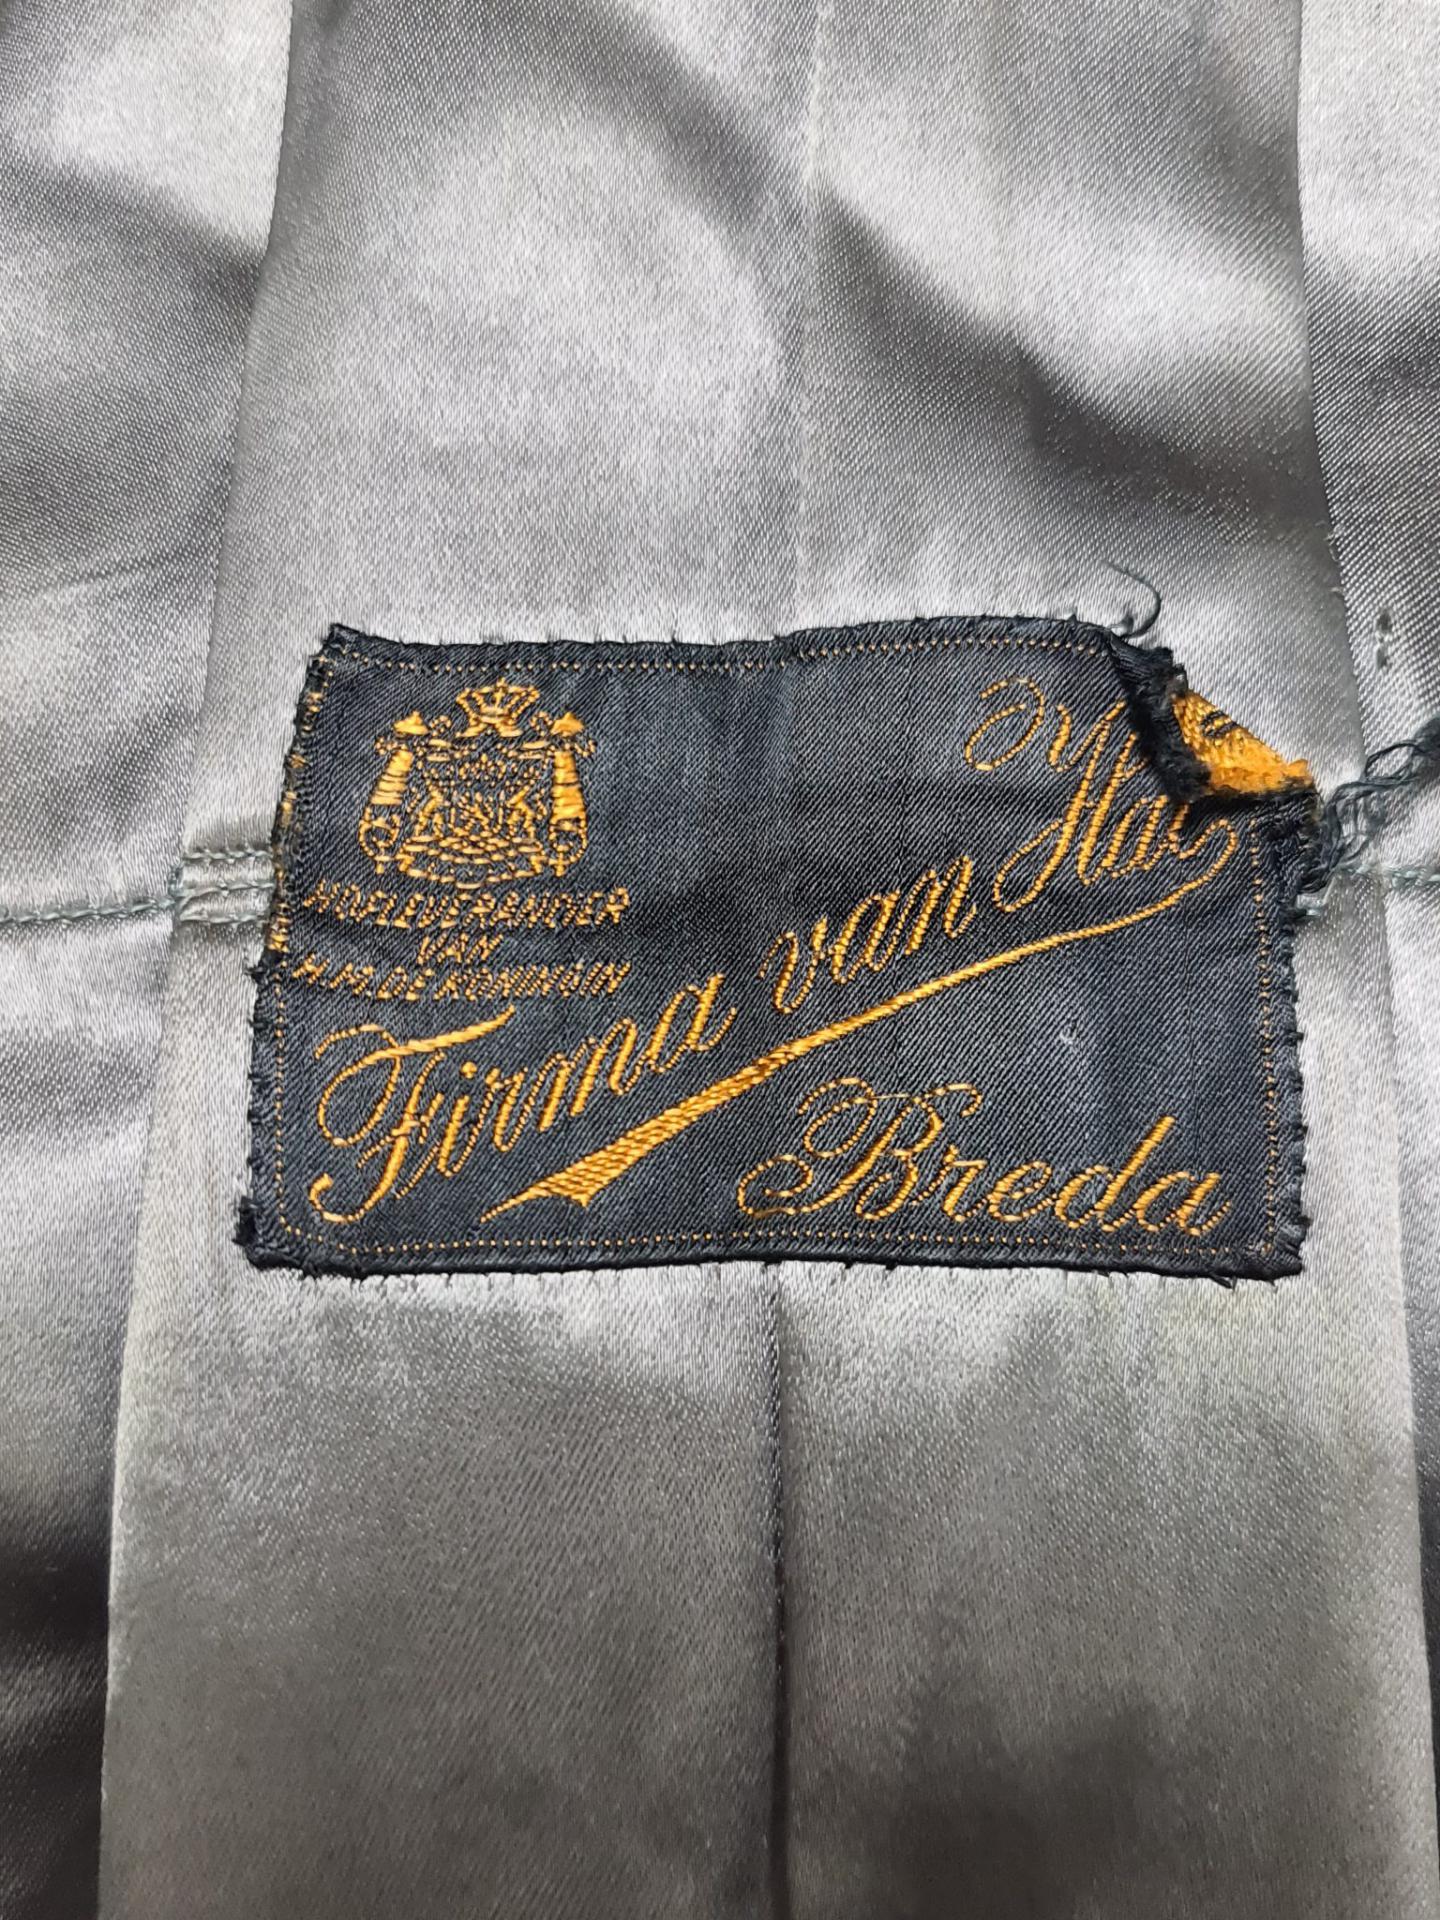 HOFLEVERANCIER
VAN
H.M. DE KONINGIN
Firma van
Breda